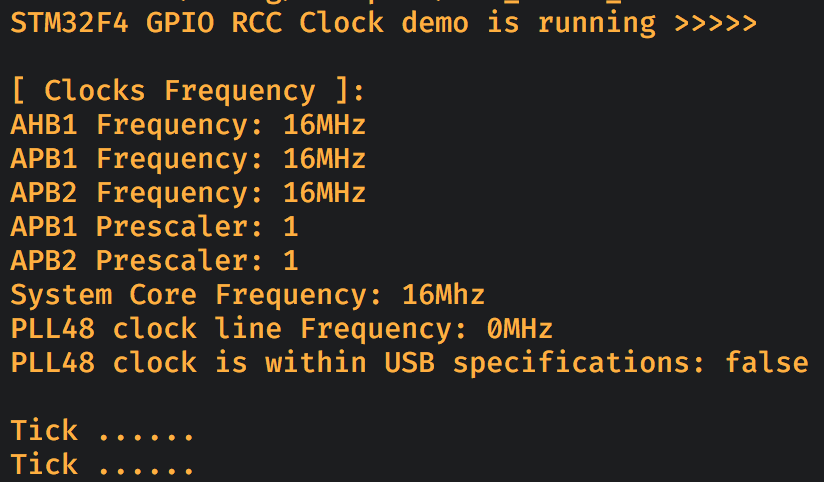 STM32F4 GPIO RCC Clock demo is running >>>>>
[ Clocks Frequency ]:
AHB1 Frequency: 16MHz
APB1 Frequency: 16MHz
APB2 Frequency: 16MHz
APB1 Prescaler: 1
APB2 Prescaler: 1
System Core Frequency: 16Mhz
PLL48 clock line Frequency: 0MHz
PLL48 clock is within USB specifications: false
Tick ......
Tick ......